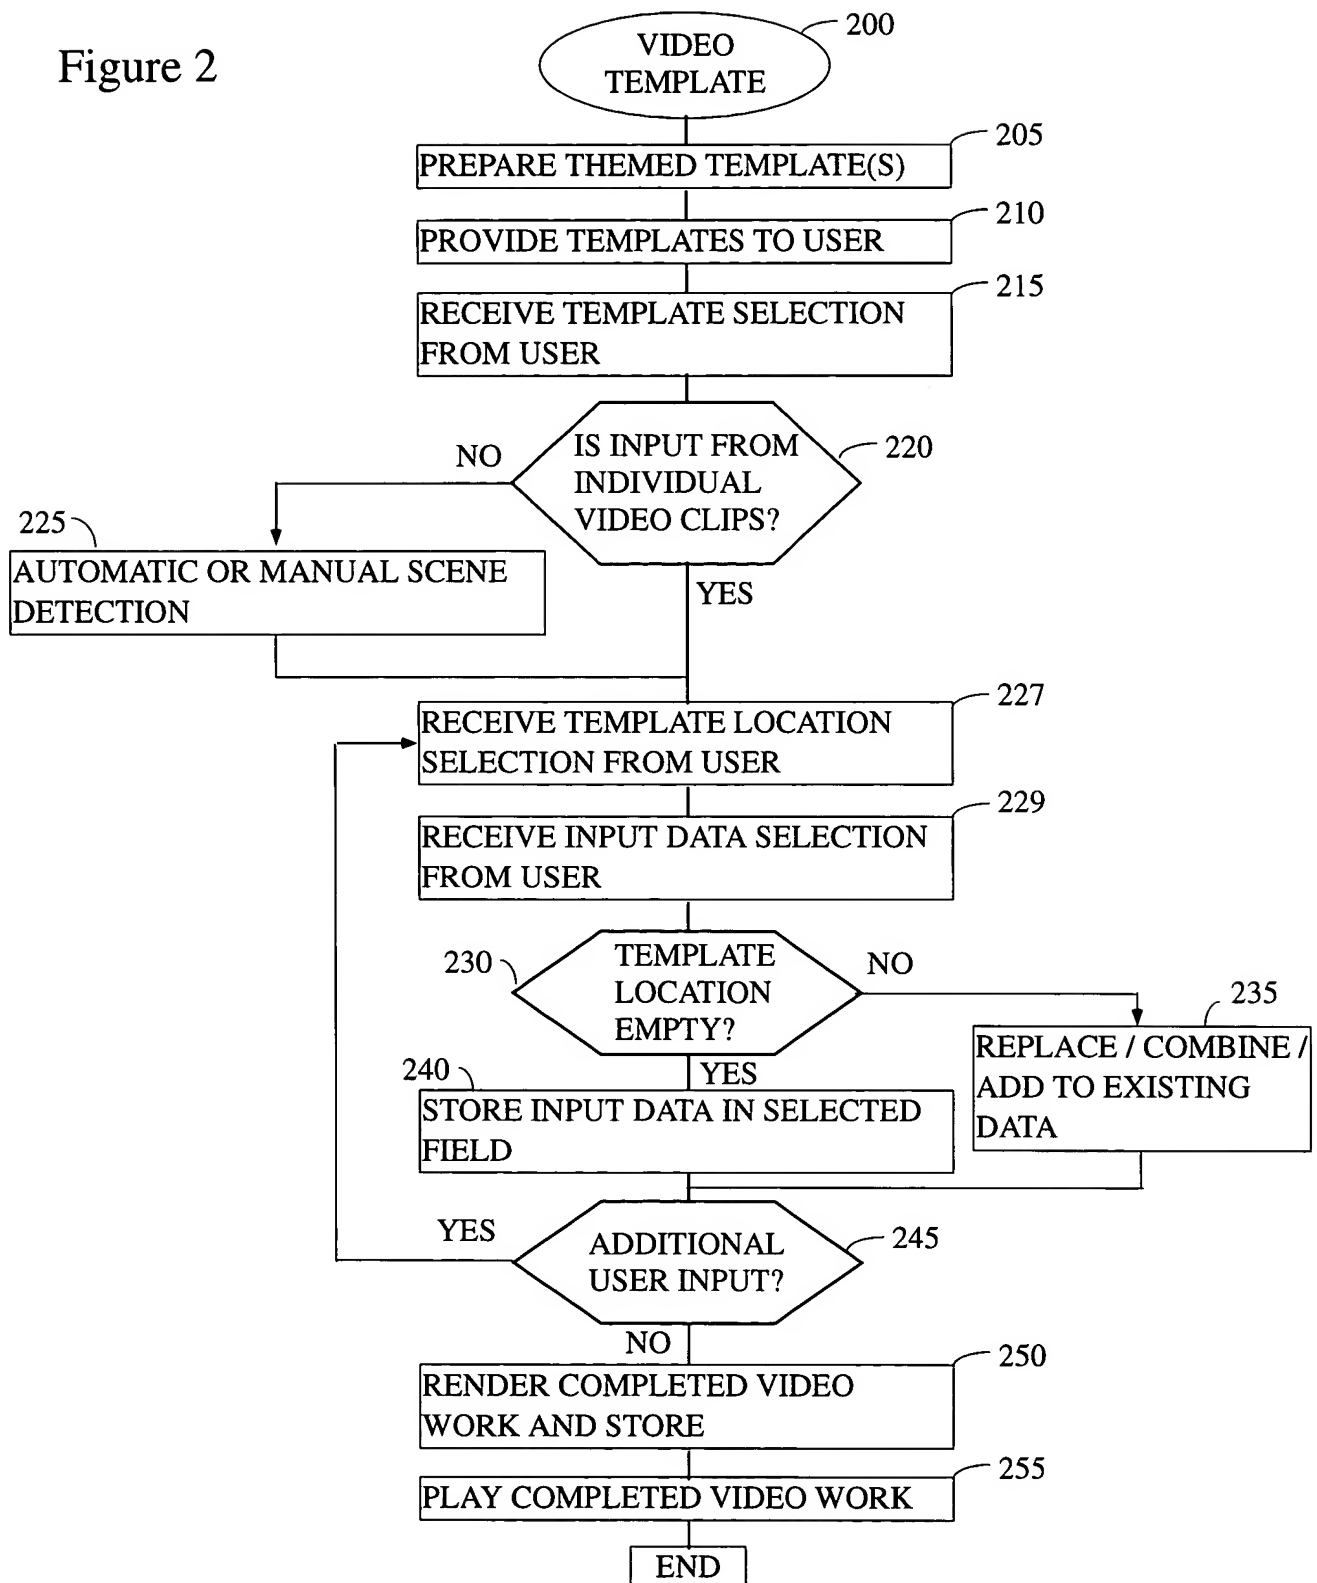 Figure 2
VIDEO
TEMPLATE
200
205
PREPARE THEMED TEMPLATE(S)
210
PROVIDE TEMPLATES TO USER
215
RECEIVE TEMPLATE SELECTION
FROM USER
NO
IS INPUT FROM
INDIVIDUAL
VIDEO CLIPS?
220
225
AUTOMATIC OR MANUAL SCENE
DETECTION
YES
227
RECEIVE TEMPLATE LOCATION
SELECTION FROM USER
229
RECEIVE INPUT DATA SELECTION
FROM USER
230
TEMPLATE
LOCATION
EMPTY?
NO
235
REPLACE / COMBINE /
ADD TO EXISTING
DATA
YES
240
STORE INPUT DATA IN SELECTED
FIELD
YES
ADDITIONAL
USER INPUT?
245
NO
250
RENDER COMPLETED VIDEO
WORK AND STORE
255
PLAY COMPLETED VIDEO WORK
END